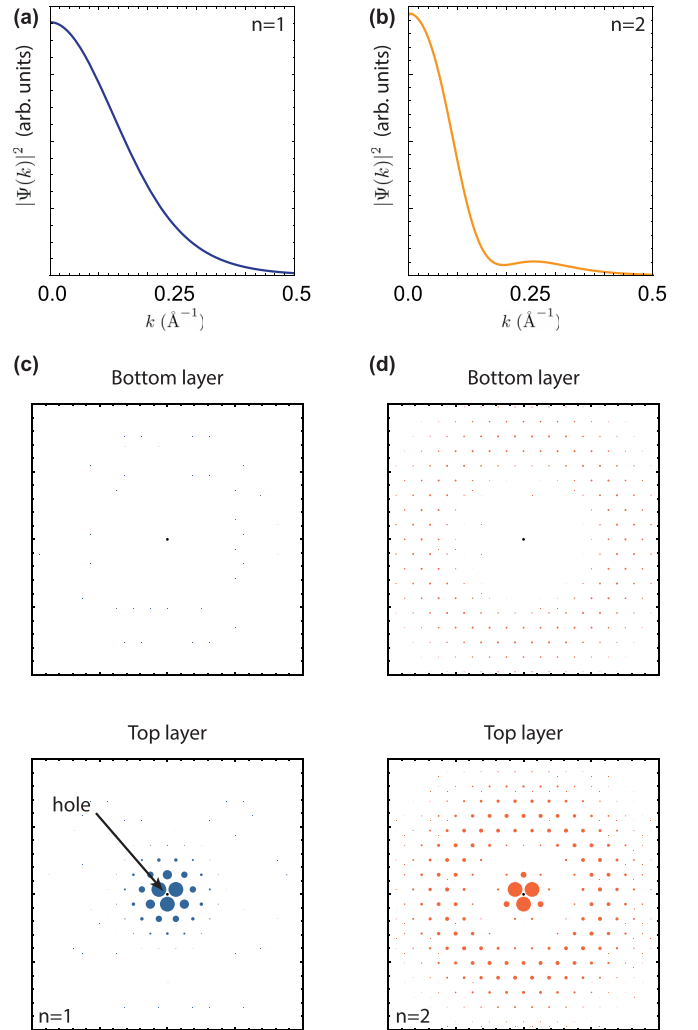 (a)
n=1
|Ψ(k)|² (arb. units)
0.0 0.25 0.5
k (Å⁻¹)
(b)
n=2
|Ψ(k)|² (arb. units)
0.0 0.25 0.5
k (Å⁻¹)
(c)
Bottom layer
(d)
Bottom layer
Top layer
hole
n=1
Top layer
n=2